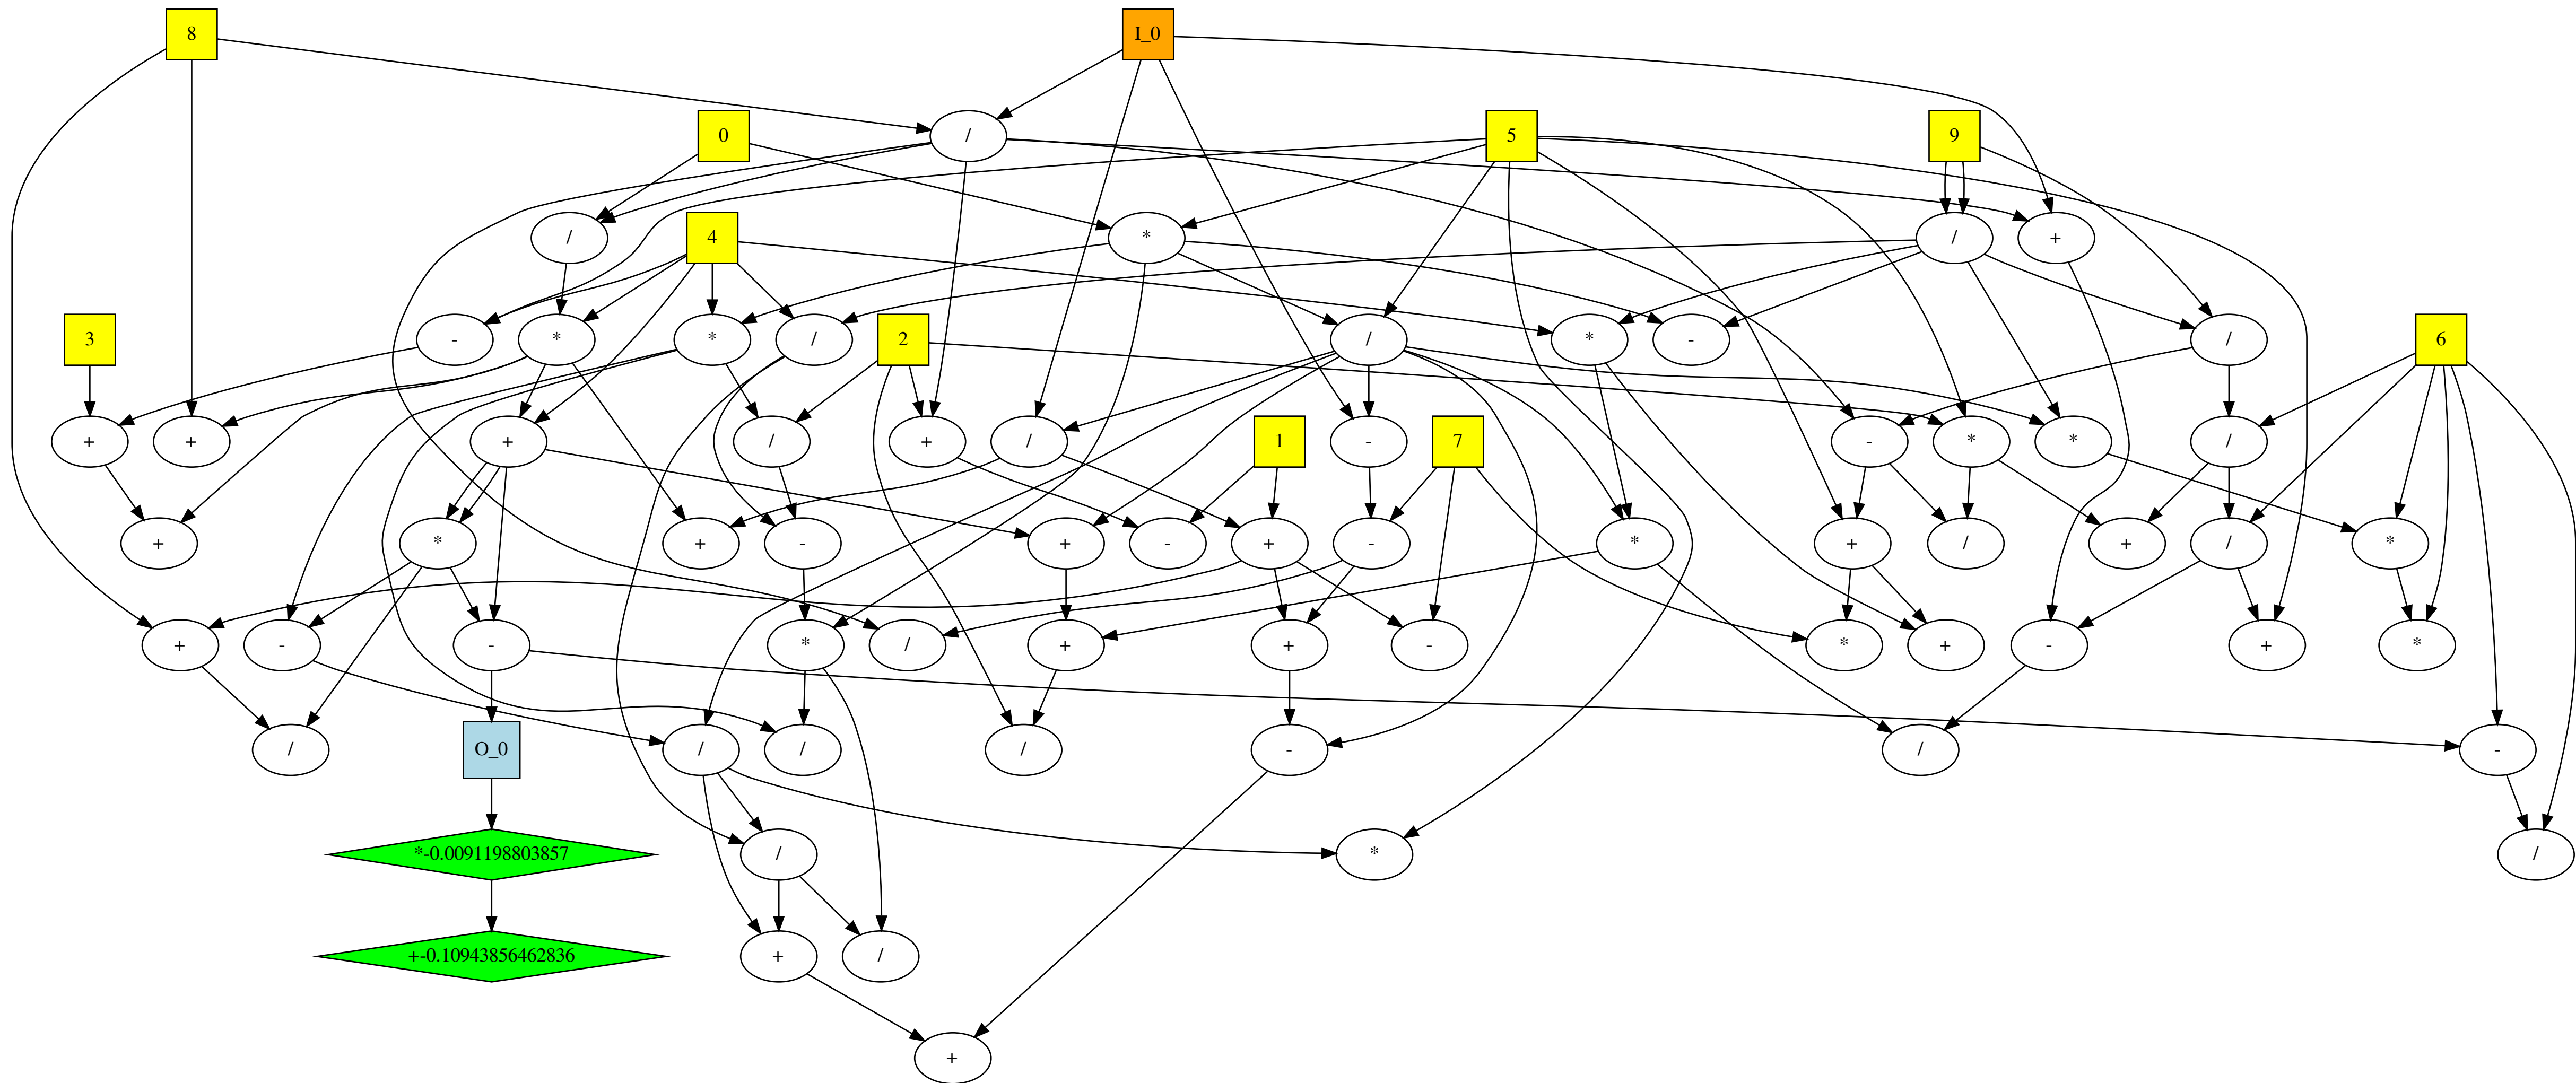 8 I_0
0 / 5 9
/ 4 * / +
3 - * * / 2 / * - / 6
+ + + / + / - 1 7 - * * /
+ * + - + - + - * + / + / *
+ - - * / + + - * + - + *
/ O_0 / / / - / -
*-0.0091198803857 / * /
+-0.10943856462836 + /
+